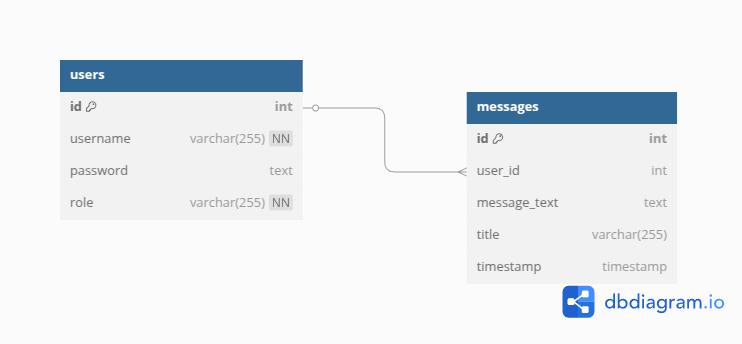 users
id int
username varchar(255) NN
password text
role varchar(255) NN
messages
id int
user_id int
message_text text
title varchar(255)
timestamp timestamp
dbdiagram.io